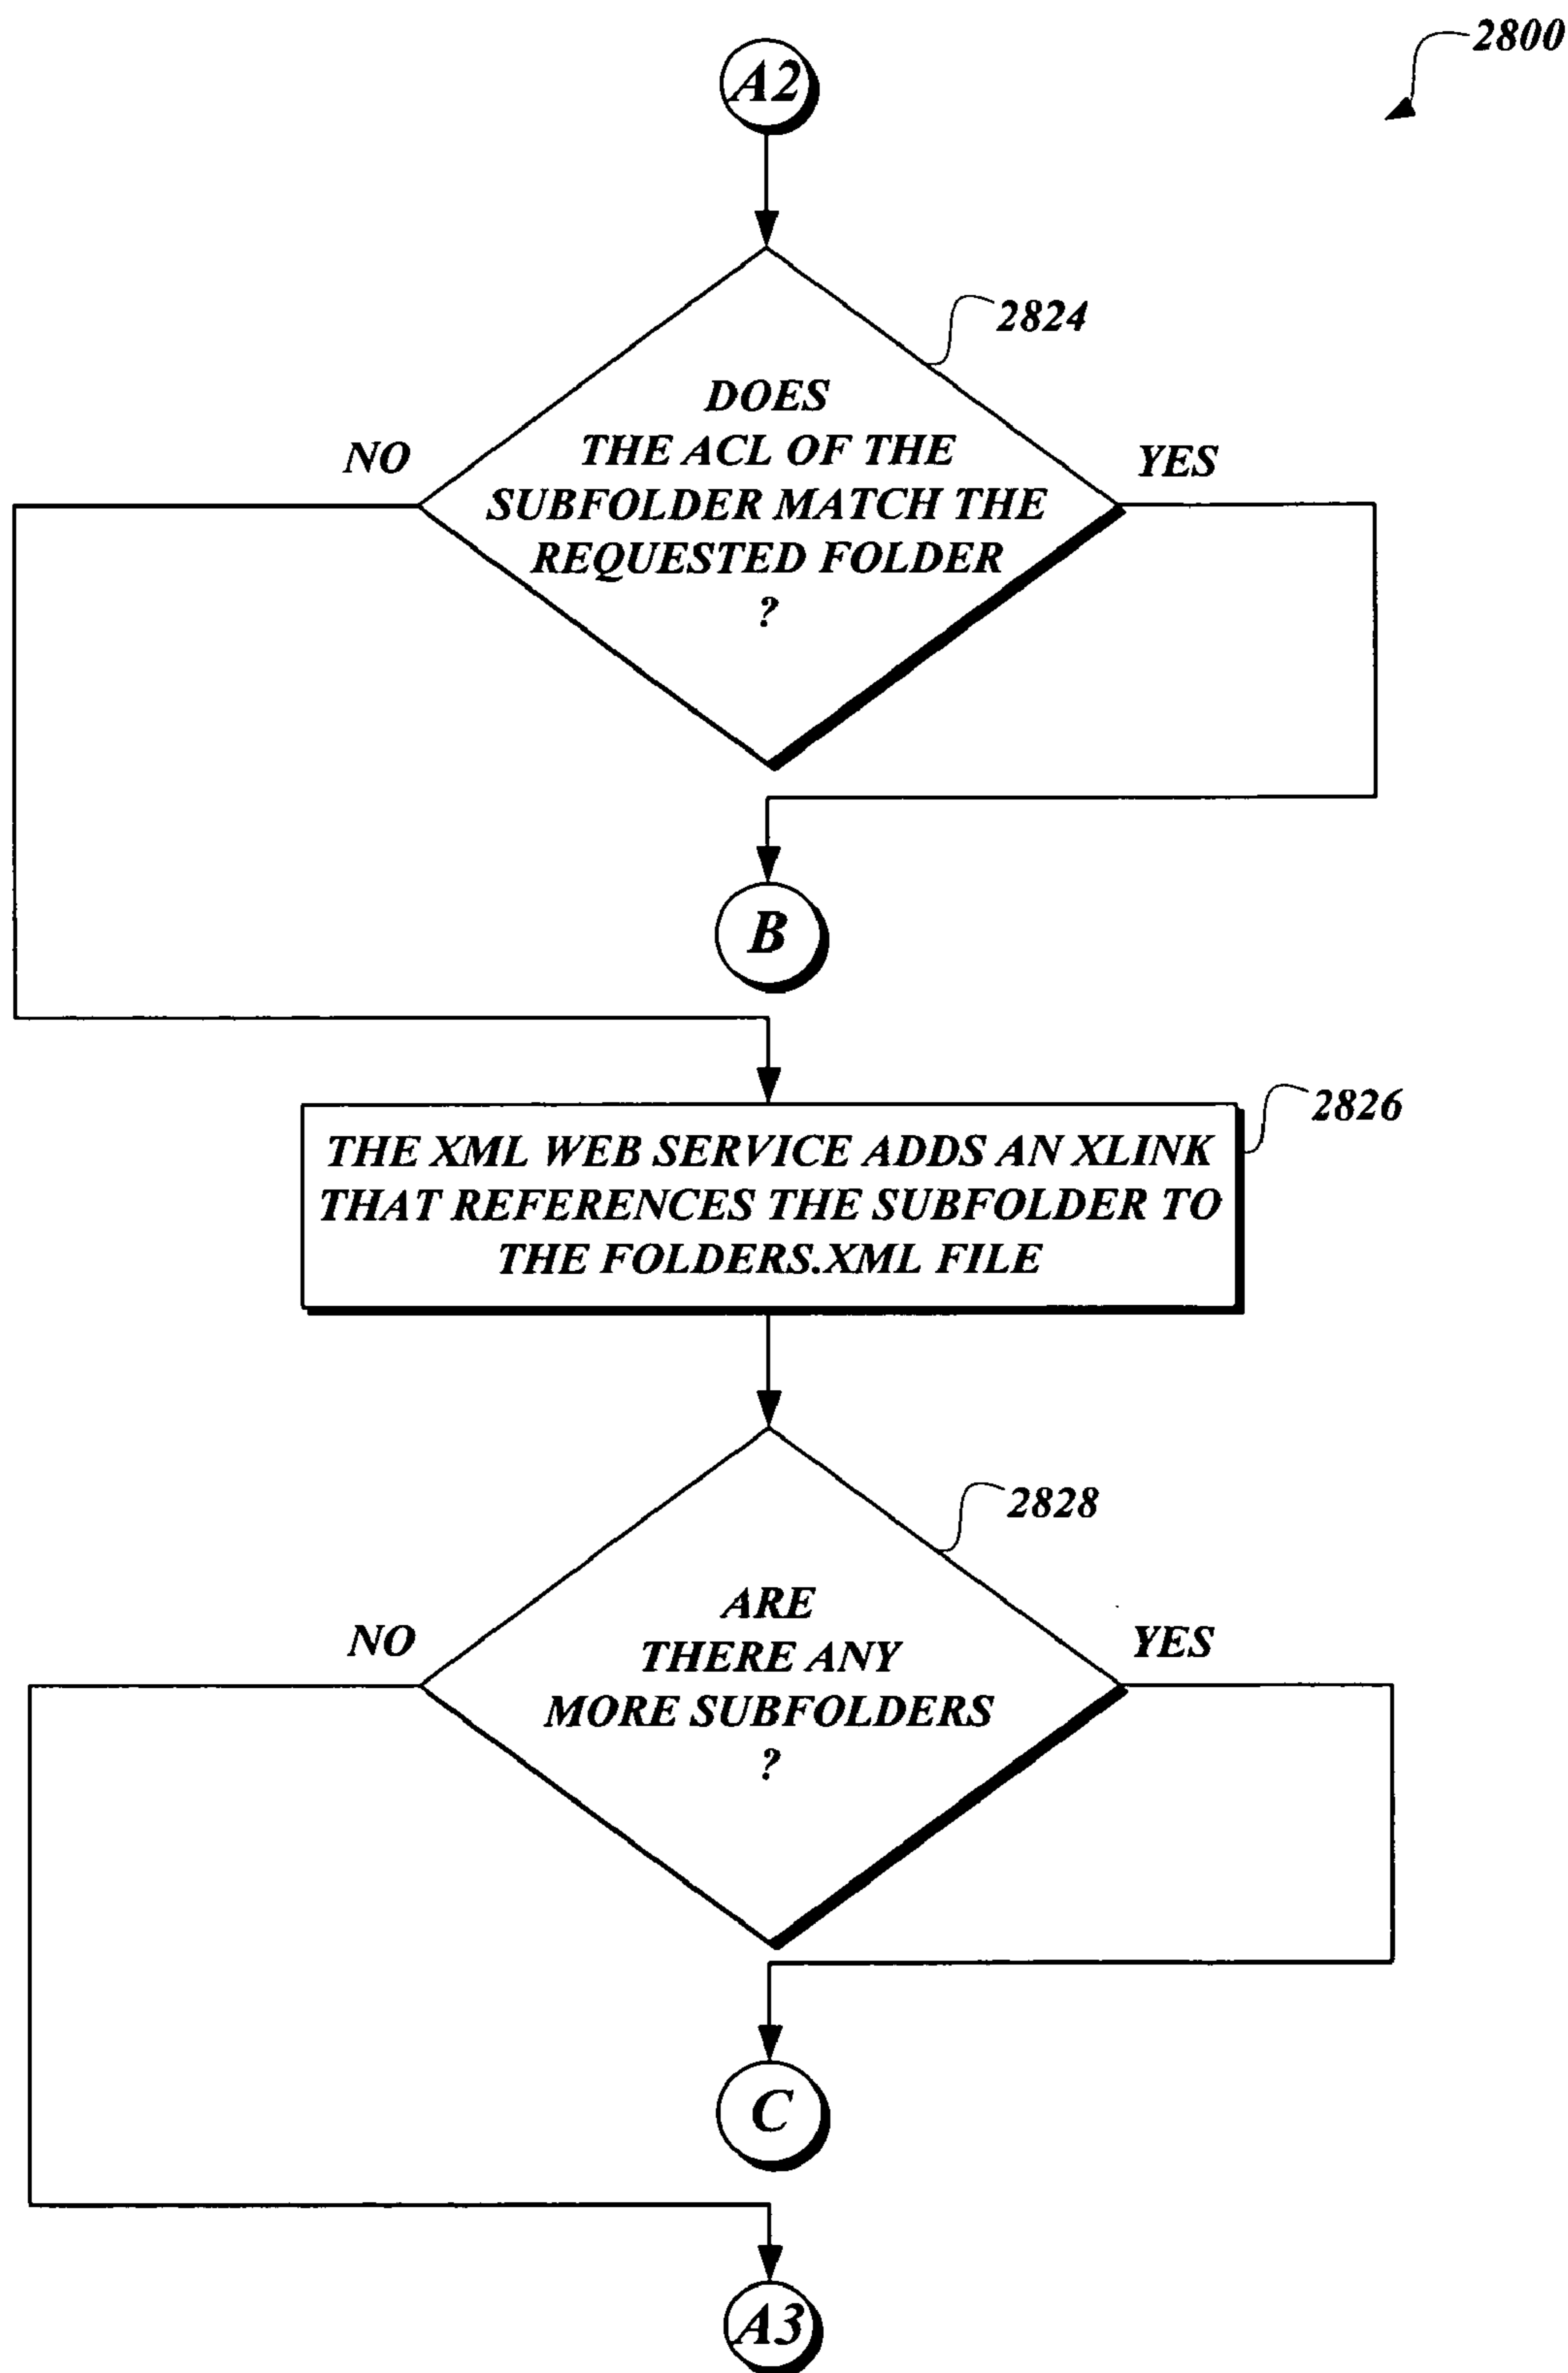 2800
A2
2824
DOES
THE ACL OF THE
SUBFOLDER MATCH THE
REQUESTED FOLDER
?
NO
YES
B
2826
THE XML WEB SERVICE ADDS AN XLINK
THAT REFERENCES THE SUBFOLDER TO
THE FOLDERS.XML FILE
2828
ARE
THERE ANY
MORE SUBFOLDERS
?
NO
YES
C
A3